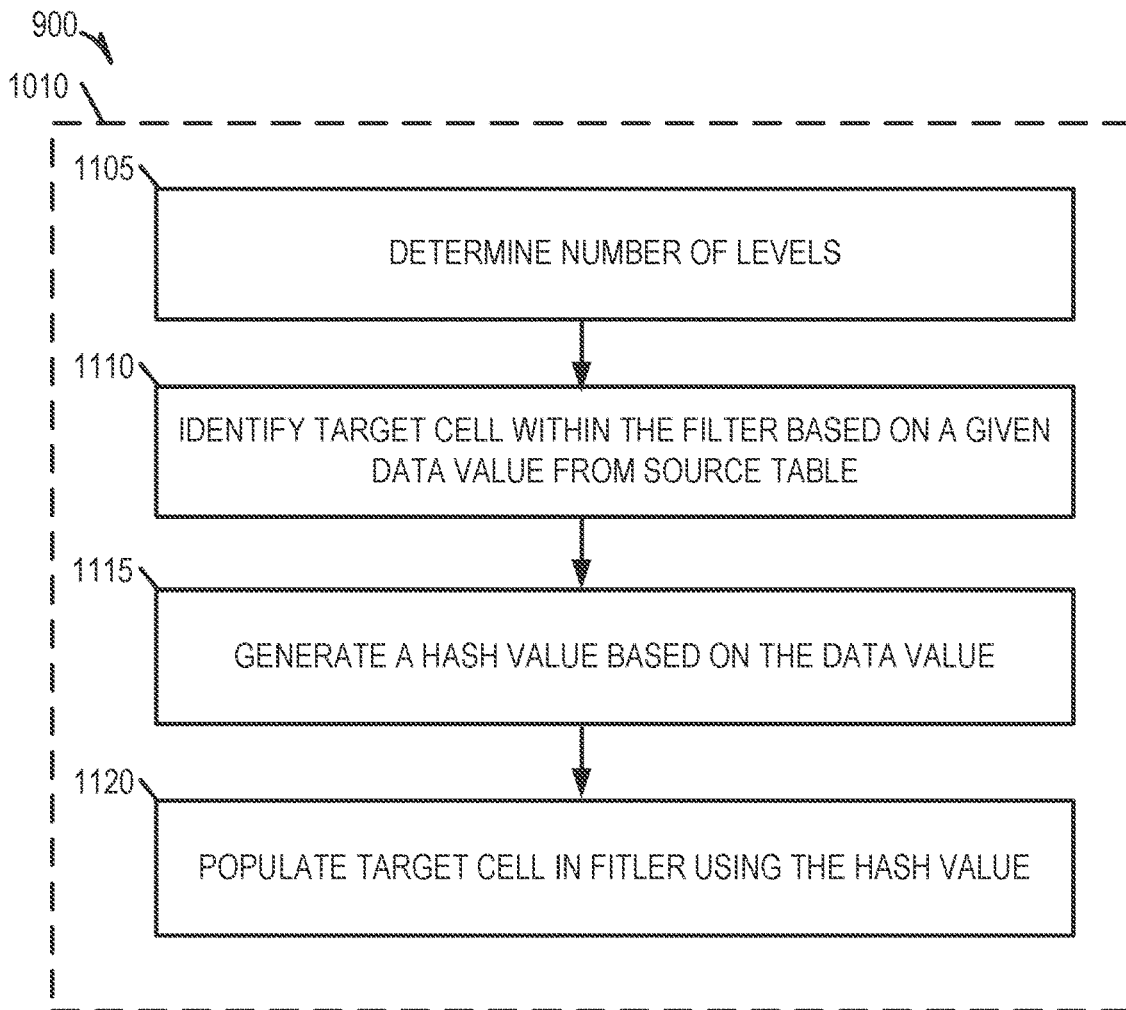 900
1010
1105
DETERMINE NUMBER OF LEVELS
1110
IDENTIFY TARGET CELL WITHIN THE FILTER BASED ON A GIVEN
DATA VALUE FROM SOURCE TABLE
1115
GENERATE A HASH VALUE BASED ON THE DATA VALUE
1120
POPULATE TARGET CELL IN FITLER USING THE HASH VALUE